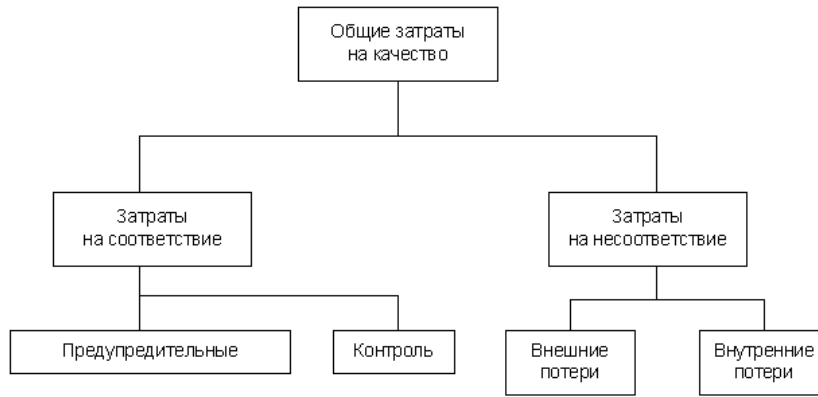 Общие затраты
на качество
Затраты
на соответствие
Затраты
на несоответствие
Предупредительные
Контроль
Внешние
потери
Внутренние
потери